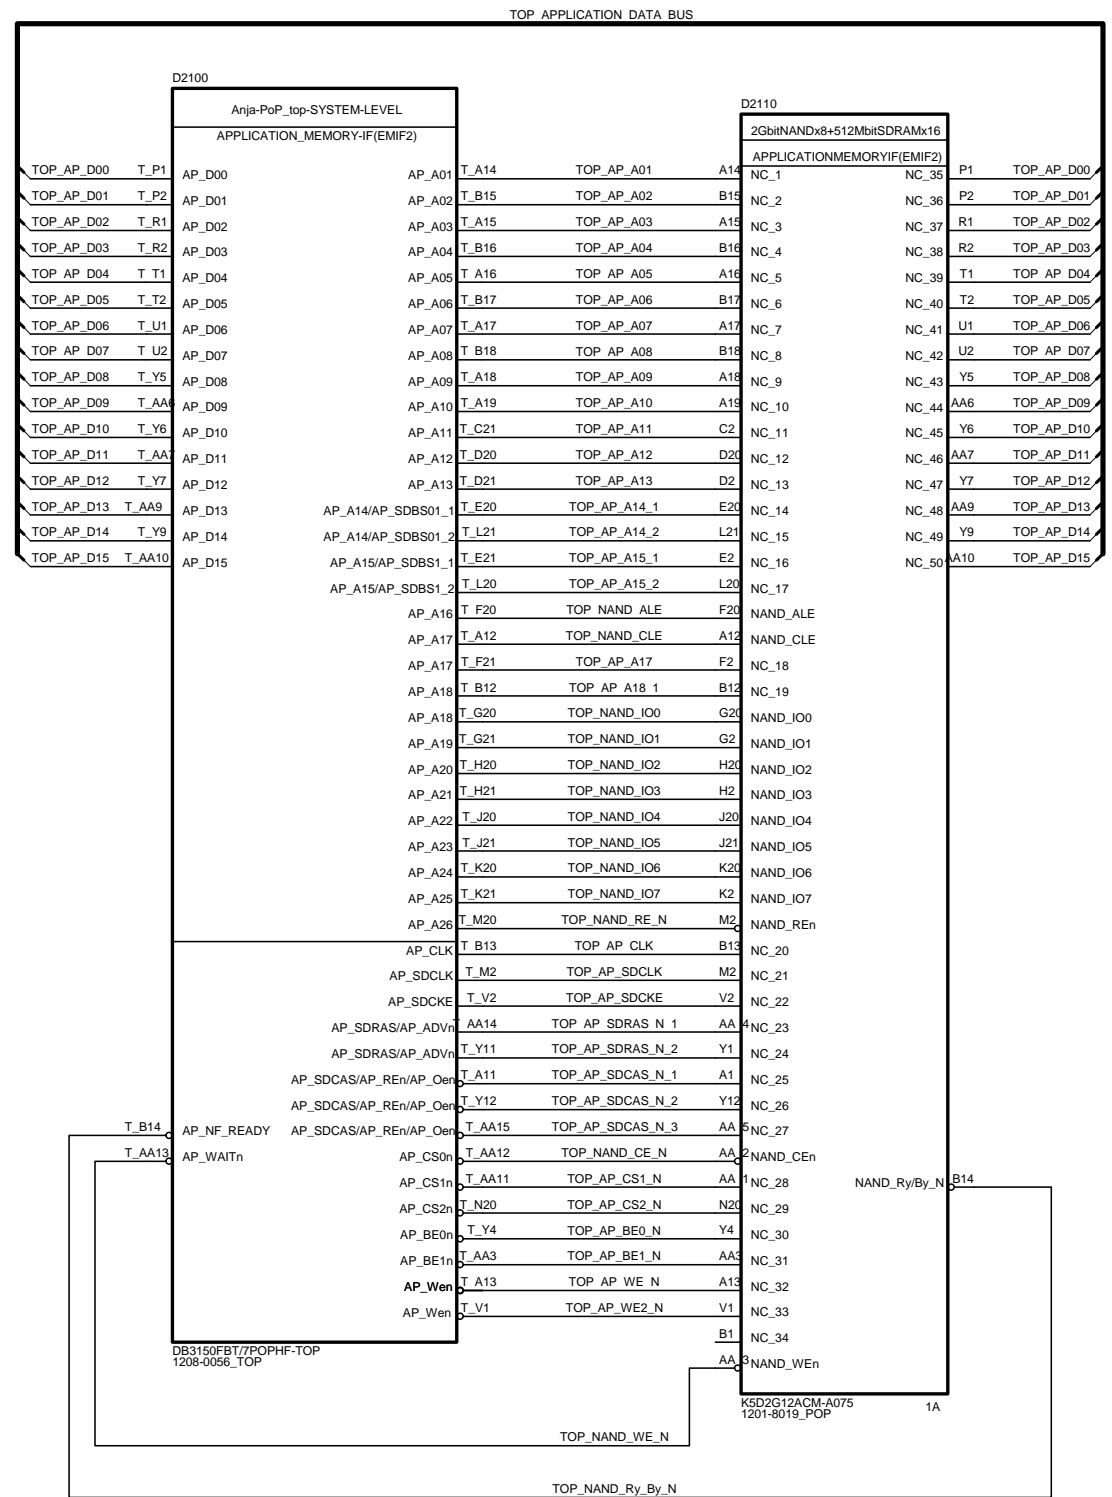 TOP_APPLICATION_DATA_BUS
D2100
Anja-PoP_top-SYSTEM-LEVEL
APPLICATION_MEMORY-IF(EMIF2)
D2110
2GbitNANDx8+512MbitSDRAMx16
APPLICATIONMEMORYIF(EMIF2)
TOP_AP_D00 T_P1 AP_D00 AP_A01 T_A14 TOP_AP_A01 A14 NC_1 NC_35 P1 TOP_AP_D00
TOP_AP_D01 T_P2 AP_D01 AP_A02 T_B15 TOP_AP_A02 B15 NC_2 NC_36 P2 TOP_AP_D01
TOP_AP_D02 T_R1 AP_D02 AP_A03 T_A15 TOP_AP_A03 A15 NC_3 NC_37 R1 TOP_AP_D02
TOP_AP_D03 T_R2 AP_D03 AP_A04 T_B16 TOP_AP_A04 B16 NC_4 NC_38 R2 TOP_AP_D03
TOP_AP_D04 T_T1 AP_D04 AP_A05 T_A16 TOP_AP_A05 A16 NC_5 NC_39 T1 TOP_AP_D04
TOP_AP_D05 T_T2 AP_D05 AP_A06 T_B17 TOP_AP_A06 B17 NC_6 NC_40 T2 TOP_AP_D05
TOP_AP_D06 T_U1 AP_D06 AP_A07 T_A17 TOP_AP_A07 A17 NC_7 NC_41 U1 TOP_AP_D06
TOP_AP_D07 T_U2 AP_D07 AP_A08 T_B18 TOP_AP_A08 B18 NC_8 NC_42 U2 TOP_AP_D07
TOP_AP_D08 T_Y5 AP_D08 AP_A09 T_A18 TOP_AP_A09 A18 NC_9 NC_43 Y5 TOP_AP_D08
TOP_AP_D09 T_AA6 AP_D09 AP_A10 T_A19 TOP_AP_A10 A19 NC_10 NC_44 AA6 TOP_AP_D09
TOP_AP_D10 T_Y6 AP_D10 AP_A11 T_C21 TOP_AP_A11 C2 NC_11 NC_45 Y6 TOP_AP_D10
TOP_AP_D11 T_AA7 AP_D11 AP_A12 T_D20 TOP_AP_A12 D20 NC_12 NC_46 AA7 TOP_AP_D11
TOP_AP_D12 T_Y7 AP_D12 AP_A13 T_D21 TOP_AP_A13 D2 NC_13 NC_47 Y7 TOP_AP_D12
TOP_AP_D13 T_AA9 AP_D13 AP_A14/AP_SDBS01_1 T_E20 TOP_AP_A14_1 E20 NC_14 NC_48 AA9 TOP_AP_D13
TOP_AP_D14 T_Y9 AP_D14 AP_A14/AP_SDBS01_2 T_L21 TOP_AP_A14_2 L21 NC_15 NC_49 Y9 TOP_AP_D14
TOP_AP_D15 T_AA10 AP_D15 AP_A15/AP_SDBS1_1 T_E21 TOP_AP_A15_1 E2 NC_16 NC_50 AA10 TOP_AP_D15
AP_A15/AP_SDBS1_2 T_L20 TOP_AP_A15_2 L20 NC_17
AP_A16 T_F20 TOP_NAND_ALE F20 NAND_ALE
AP_A17 T_A12 TOP_NAND_CLE A12 NAND_CLE
AP_A17 T_F21 TOP_AP_A17 F2 NC_18
AP_A18 T_B12 TOP_AP_A18_1 B12 NC_19
AP_A18 T_G20 TOP_NAND_IO0 G20 NAND_IO0
AP_A19 T_G21 TOP_NAND_IO1 G2 NAND_IO1
AP_A20 T_H20 TOP_NAND_IO2 H20 NAND_IO2
AP_A21 T_H21 TOP_NAND_IO3 H2 NAND_IO3
AP_A22 T_J20 TOP_NAND_IO4 J20 NAND_IO4
AP_A23 T_J21 TOP_NAND_IO5 J21 NAND_IO5
AP_A24 T_K20 TOP_NAND_IO6 K20 NAND_IO6
AP_A25 T_K21 TOP_NAND_IO7 K2 NAND_IO7
AP_A26 T_M20 TOP_NAND_RE_N M2 NAND_REn
AP_CLK T_B13 TOP_AP_CLK B13 NC_20
AP_SDCLK T_M2 TOP_AP_SDCLK M2 NC_21
AP_SDCKE T_V2 TOP_AP_SDCKE V2 NC_22
AP_SDRAS/AP_ADVn T_AA14 TOP_AP_SDRAS_N_1 AA 4 NC_23
AP_SDRAS/AP_ADVn T_Y11 TOP_AP_SDRAS_N_2 Y1 NC_24
AP_SDCAS/AP_REn/AP_Oen T_A11 TOP_AP_SDCAS_N_1 A1 NC_25
AP_SDCAS/AP_REn/AP_Oen T_Y12 TOP_AP_SDCAS_N_2 Y12 NC_26
T_B14 AP_NF_READY AP_SDCAS/AP_REn/AP_Oen T_AA15 TOP_AP_SDCAS_N_3 AA 5 NC_27
T_AA13 AP_WAITn AP_CS0n T_AA12 TOP_NAND_CE_N AA 2 NAND_CEn
AP_CS1n T_AA11 TOP_AP_CS1_N AA 1 NC_28 NAND_Ry/By_N B14
AP_CS2n T_N20 TOP_AP_CS2_N N20 NC_29
AP_BE0n T_Y4 TOP_AP_BE0_N Y4 NC_30
AP_BE1n T_AA3 TOP_AP_BE1_N AA3 NC_31
AP_Wen T_A13 TOP_AP_WE_N A13 NC_32
AP_Wen T_V1 TOP_AP_WE2_N V1 NC_33
B1 NC_34
AA 3 NAND_WEn
DB3150FBT/7POPHF-TOP
1208-0056_TOP
K5D2G12ACM-A075
1201-8019_POP 1A
TOP_NAND_WE_N
TOP_NAND_Ry_By_N